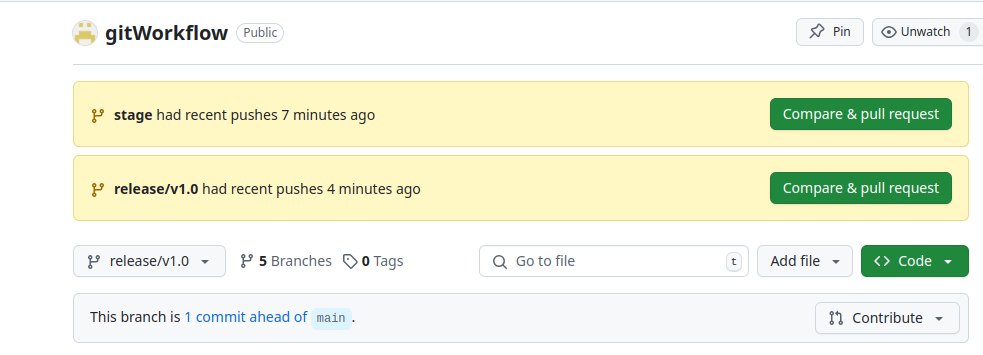 gitWorkflow Public Pin Unwatch 1
stage had recent pushes 7 minutes ago Compare & pull request
release/v1.0 had recent pushes 4 minutes ago Compare & pull request
release/v1.0 5 Branches 0 Tags Go to file t Add file <> Code
This branch is 1 commit ahead of main. Contribute